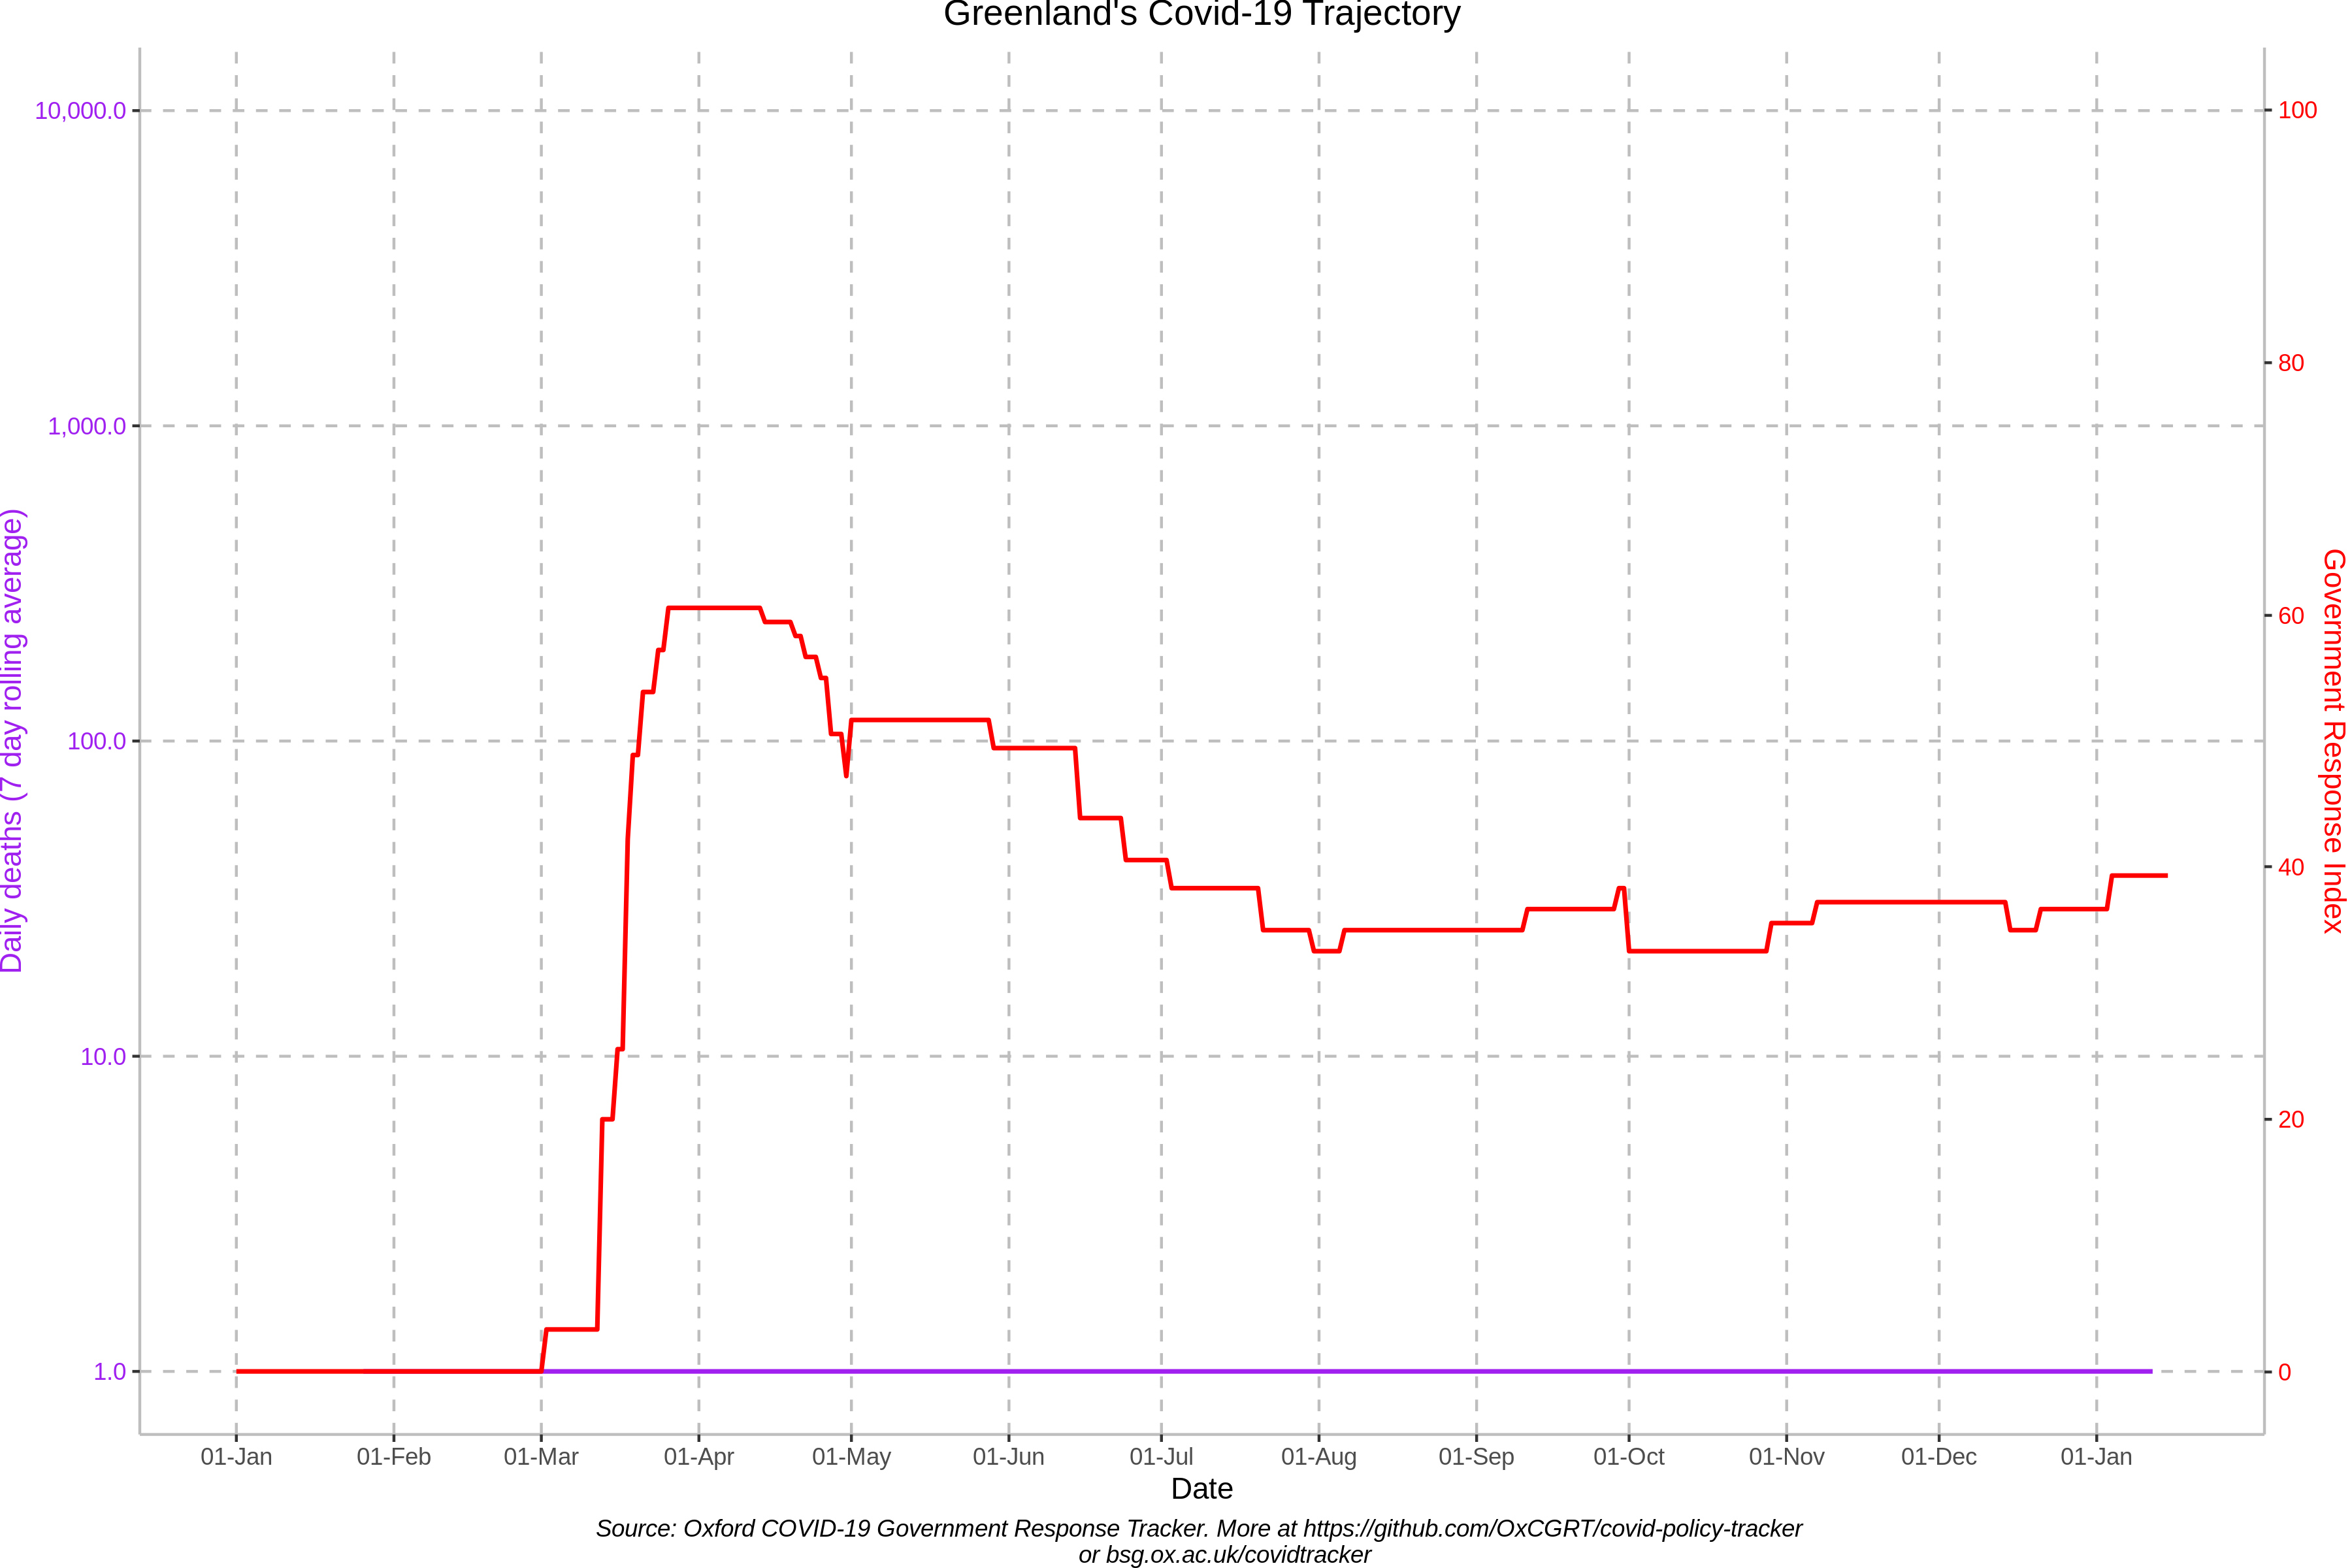 Greenland's Covid-19 Trajectory
10,000.0
1,000.0
100.0
10.0
1.0
Daily deaths (7 day rolling average)
100
80
60
40
20
0
Government Response Index
01-Jan
01-Feb
01-Mar
01-Apr
01-May
01-Jun
01-Jul
01-Aug
01-Sep
01-Oct
01-Nov
01-Dec
01-Jan
Date
Source: Oxford COVID-19 Government Response Tracker. More at https://github.com/OxCGRT/covid-policy-tracker
or bsg.ox.ac.uk/covidtracker